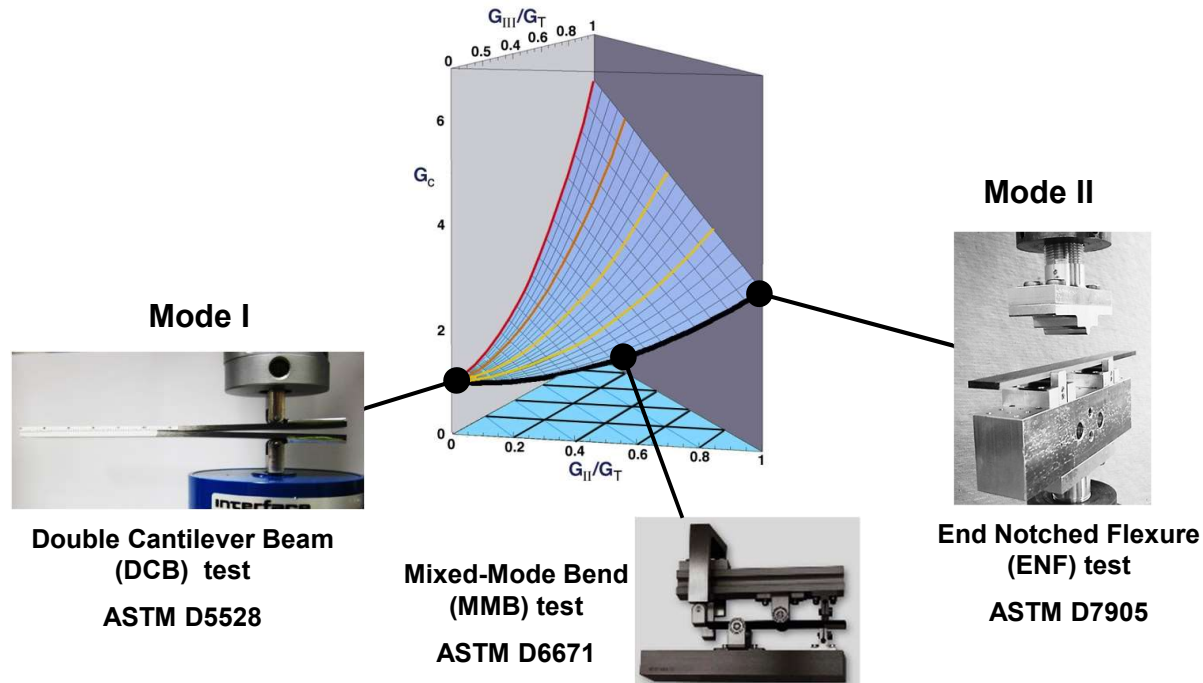 G_III/G_T
0 0.5 0.4 0.6 0.8 1
6
G_C
4
2
0
0 0.2 0.4 0.6 0.8 1
G_II/G_T
Mode I
Interface
Double Cantilever Beam
(DCB) test
ASTM D5528
Mixed-Mode Bend
(MMB) test
ASTM D6671
Mode II
End Notched Flexure
(ENF) test
ASTM D7905